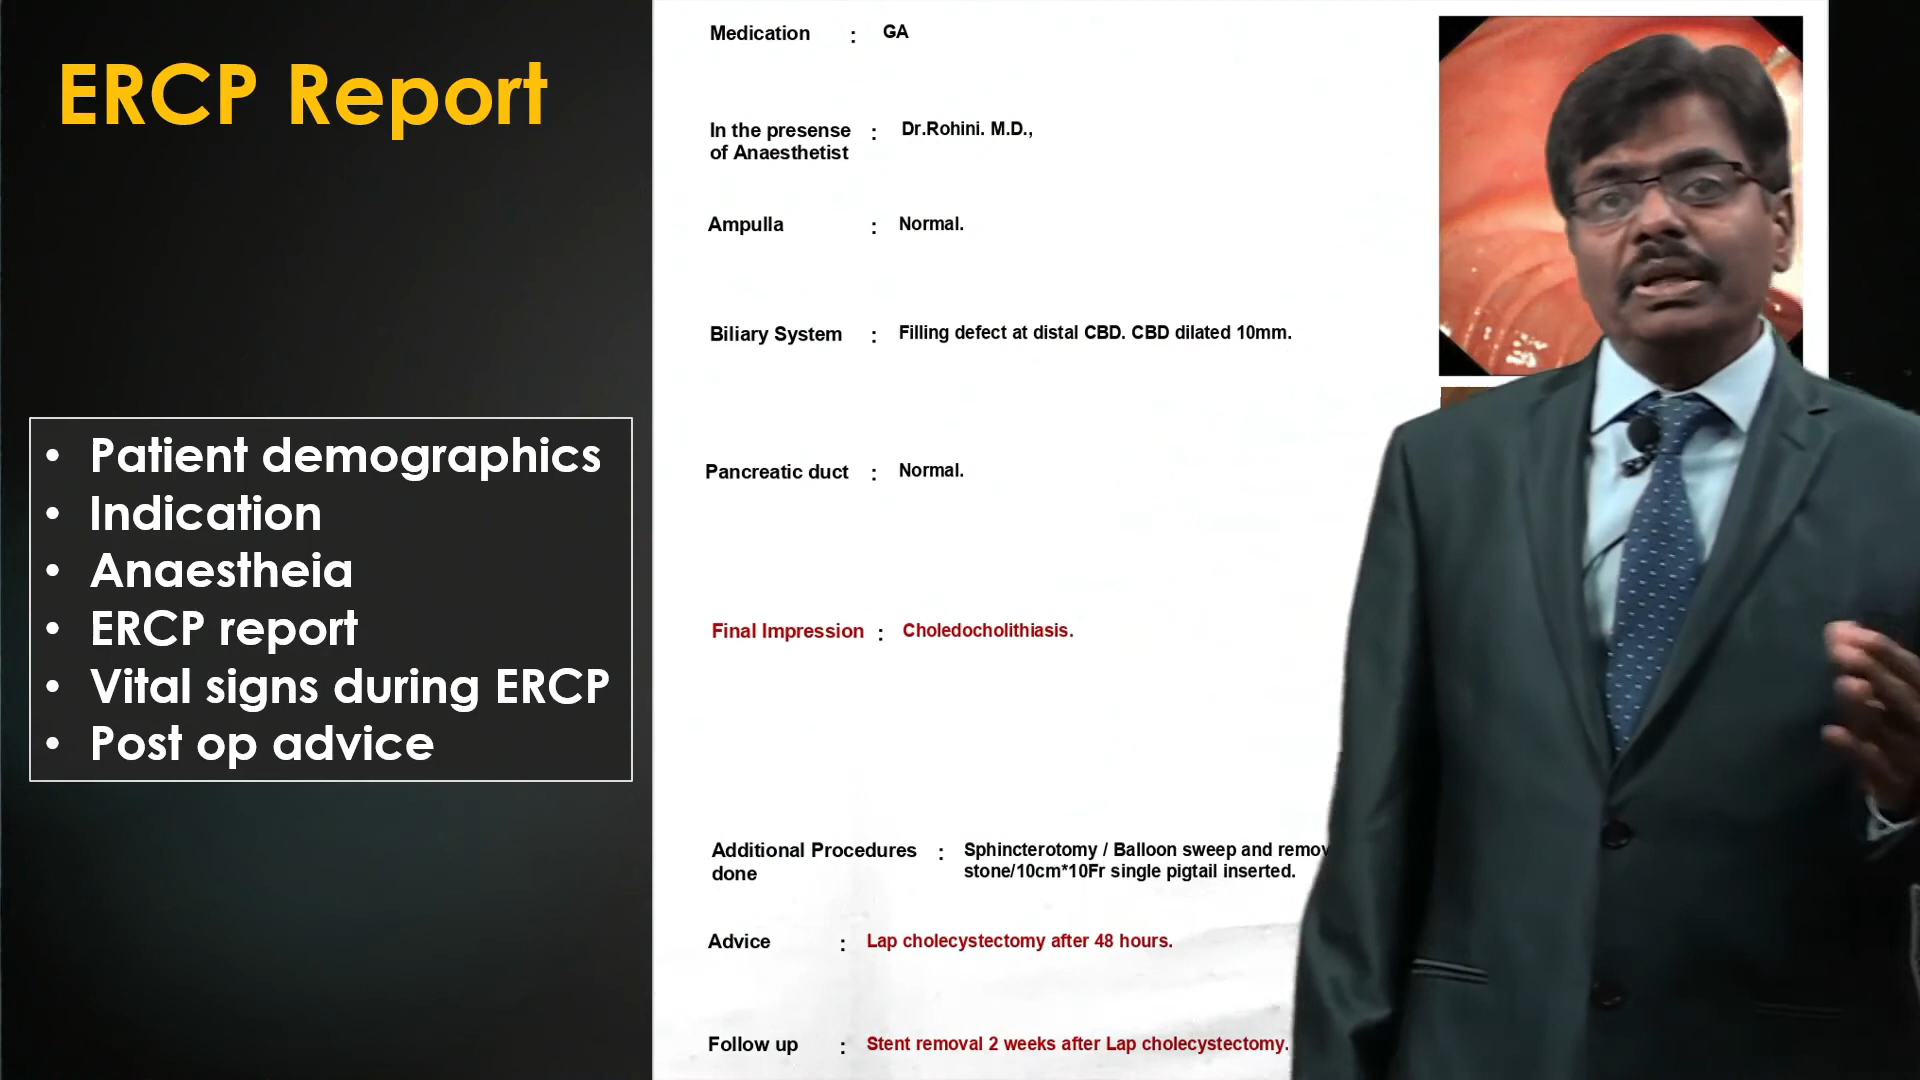 ERCP Report
• Patient demographics
• Indication
• Anaestheia
• ERCP report
• Vital signs during ERCP
• Post op advice
Medication : GA
In the presense : Dr.Rohini. M.D.,
of Anaesthetist
Ampulla : Normal.
Biliary System : Filling defect at distal CBD. CBD dilated 10mm.
Pancreatic duct : Normal.
Final Impression : Choledocholithiasis.
Additional Procedures : Sphincterotomy / Balloon sweep and
done stone/10cm*10Fr single pigtail inserted.
Advice : Lap cholecystectomy after 48 hours.
Follow up : Stent removal 2 weeks after Lap cholecystectomy.